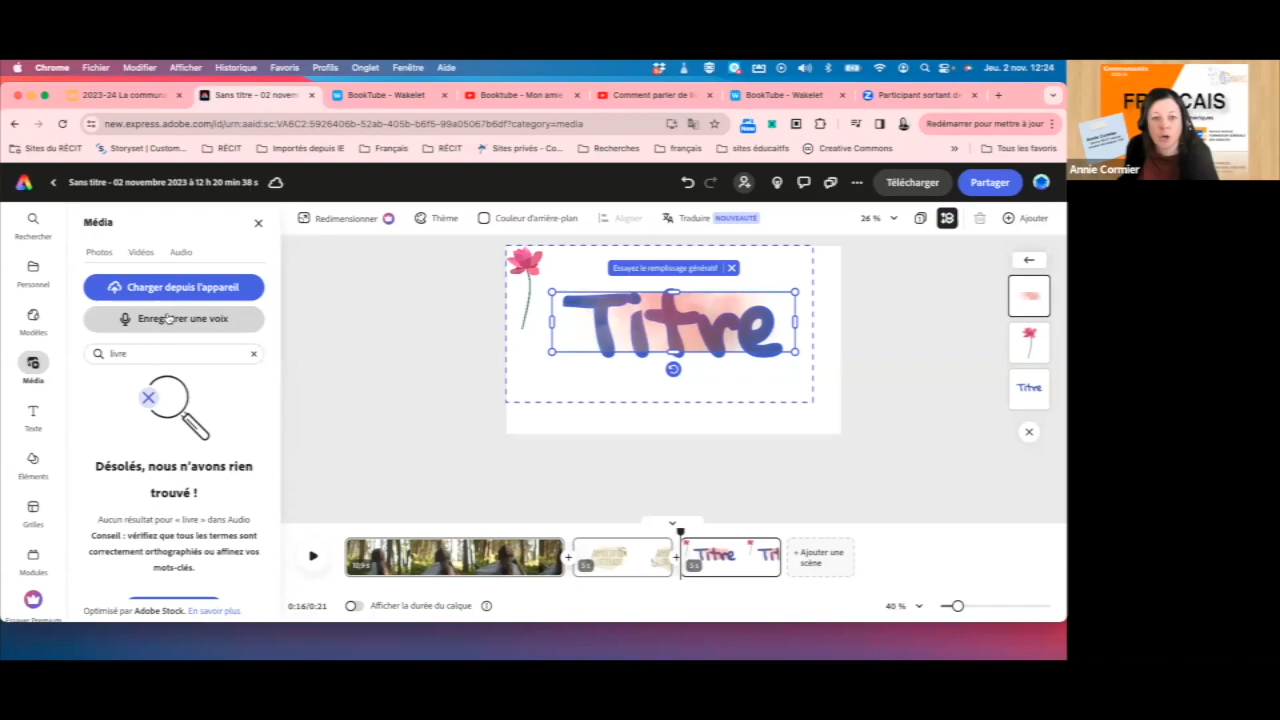 Chrome Fichier Modifier Afficher Historique Favoris Profils Onglet Fenêtre Aide Jeu. 2 nov. 12:24
2023-24 La commun Sans titre - 02 novem BookTube - Wakelet Booktube - Mon amie Comment parler de BookTube - Wakelet Participant sortant d
new.express.adobe.com/id/urn:aaid:sc:VA6C2:5926406b-52ab-405b-b6f5-99a05067b6df?category=media New Redémarrer pour mettre à jour
Sites du RÉCIT Storyset | Custom... RÉCIT Importés depuis IE Français RÉCIT Sites privés - Co... Recherches français sites éducatifs Creative Commons » Tous les favoris
Annie Cormier
Sans titre - 02 novembre 2023 à 12 h 20 min 38 s Télécharger Partager
Rechercher
Personnel
Modèles
Média
Texte
Éléments
Grilles
Modules
Média
Photos Vidéos Audio
Charger depuis l'appareil
Enregistrer une voix
livre
Désolés, nous n'avons rien
trouvé !
Aucun résultat pour « livre » dans Audio
Conseil : vérifiez que tous les termes sont
correctement orthographiés ou affinez vos
mots-clés.
Optimisé par Adobe Stock. En savoir plus.
Redimensionner Thème Couleur d'arrière-plan Aligner Traduire NOUVEAUTÉ 26 % Ajouter
Essayez le remplissage génératif
Titre
Titre
10,9 s 5 s Titre 5 s + Ajouter une
scène
0:16/0:21 Afficher la durée du calque 40 %